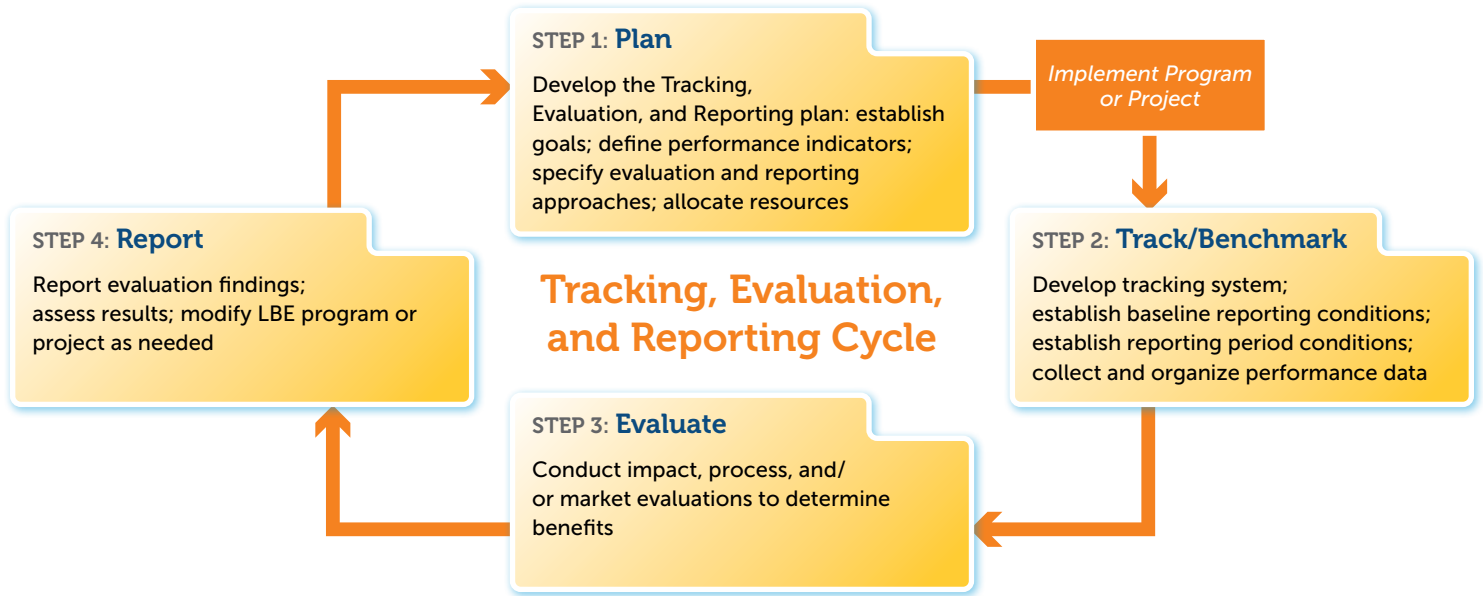 STEP 1: Plan
Develop the Tracking,
Evaluation, and Reporting plan: establish
goals; define performance indicators;
specify evaluation and reporting
approaches; allocate resources
Implement Program
or Project
STEP 2: Track/Benchmark
Develop tracking system;
establish baseline reporting conditions;
establish reporting period conditions;
collect and organize performance data
STEP 3: Evaluate
Conduct impact, process, and/
or market evaluations to determine
benefits
STEP 4: Report
Report evaluation findings;
assess results; modify LBE program or
project as needed
Tracking, Evaluation,
and Reporting Cycle